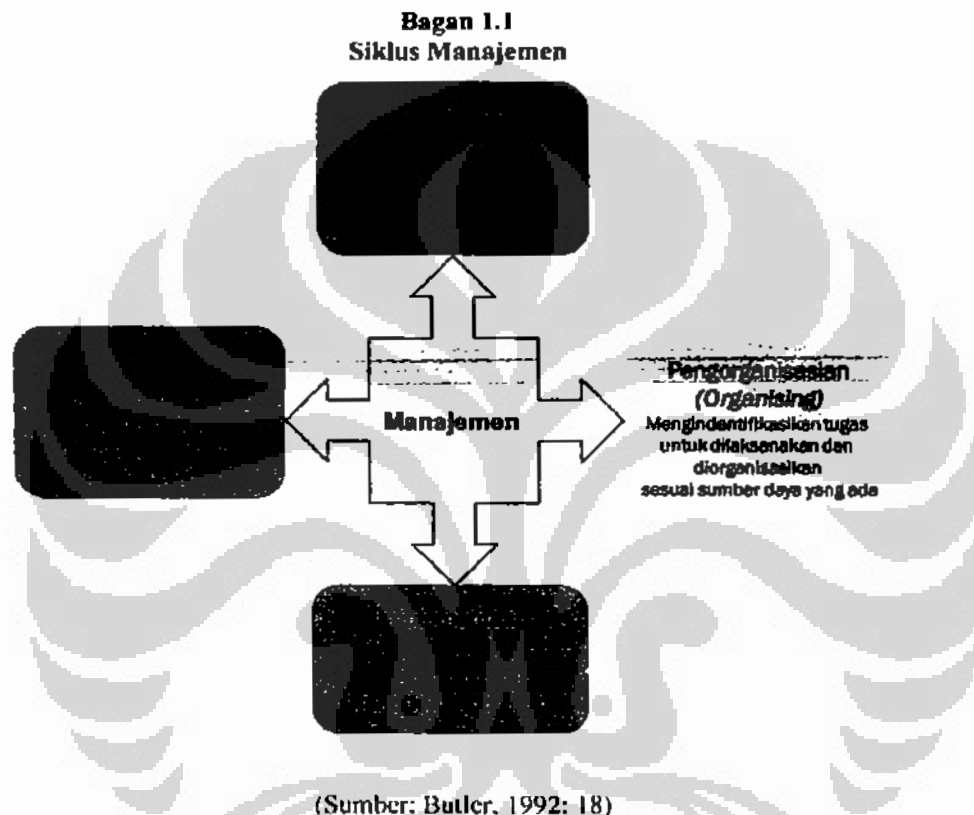 Bagan 1.1
Siklus Manajemen
Manajemen
Pengorganisasian
(Organising)
Mengindentifikasikan tugas
untuk dilaksanakan dan
diorganisasikan
sesuai sumber daya yang ada
(Sumber: Butler, 1992: 18)